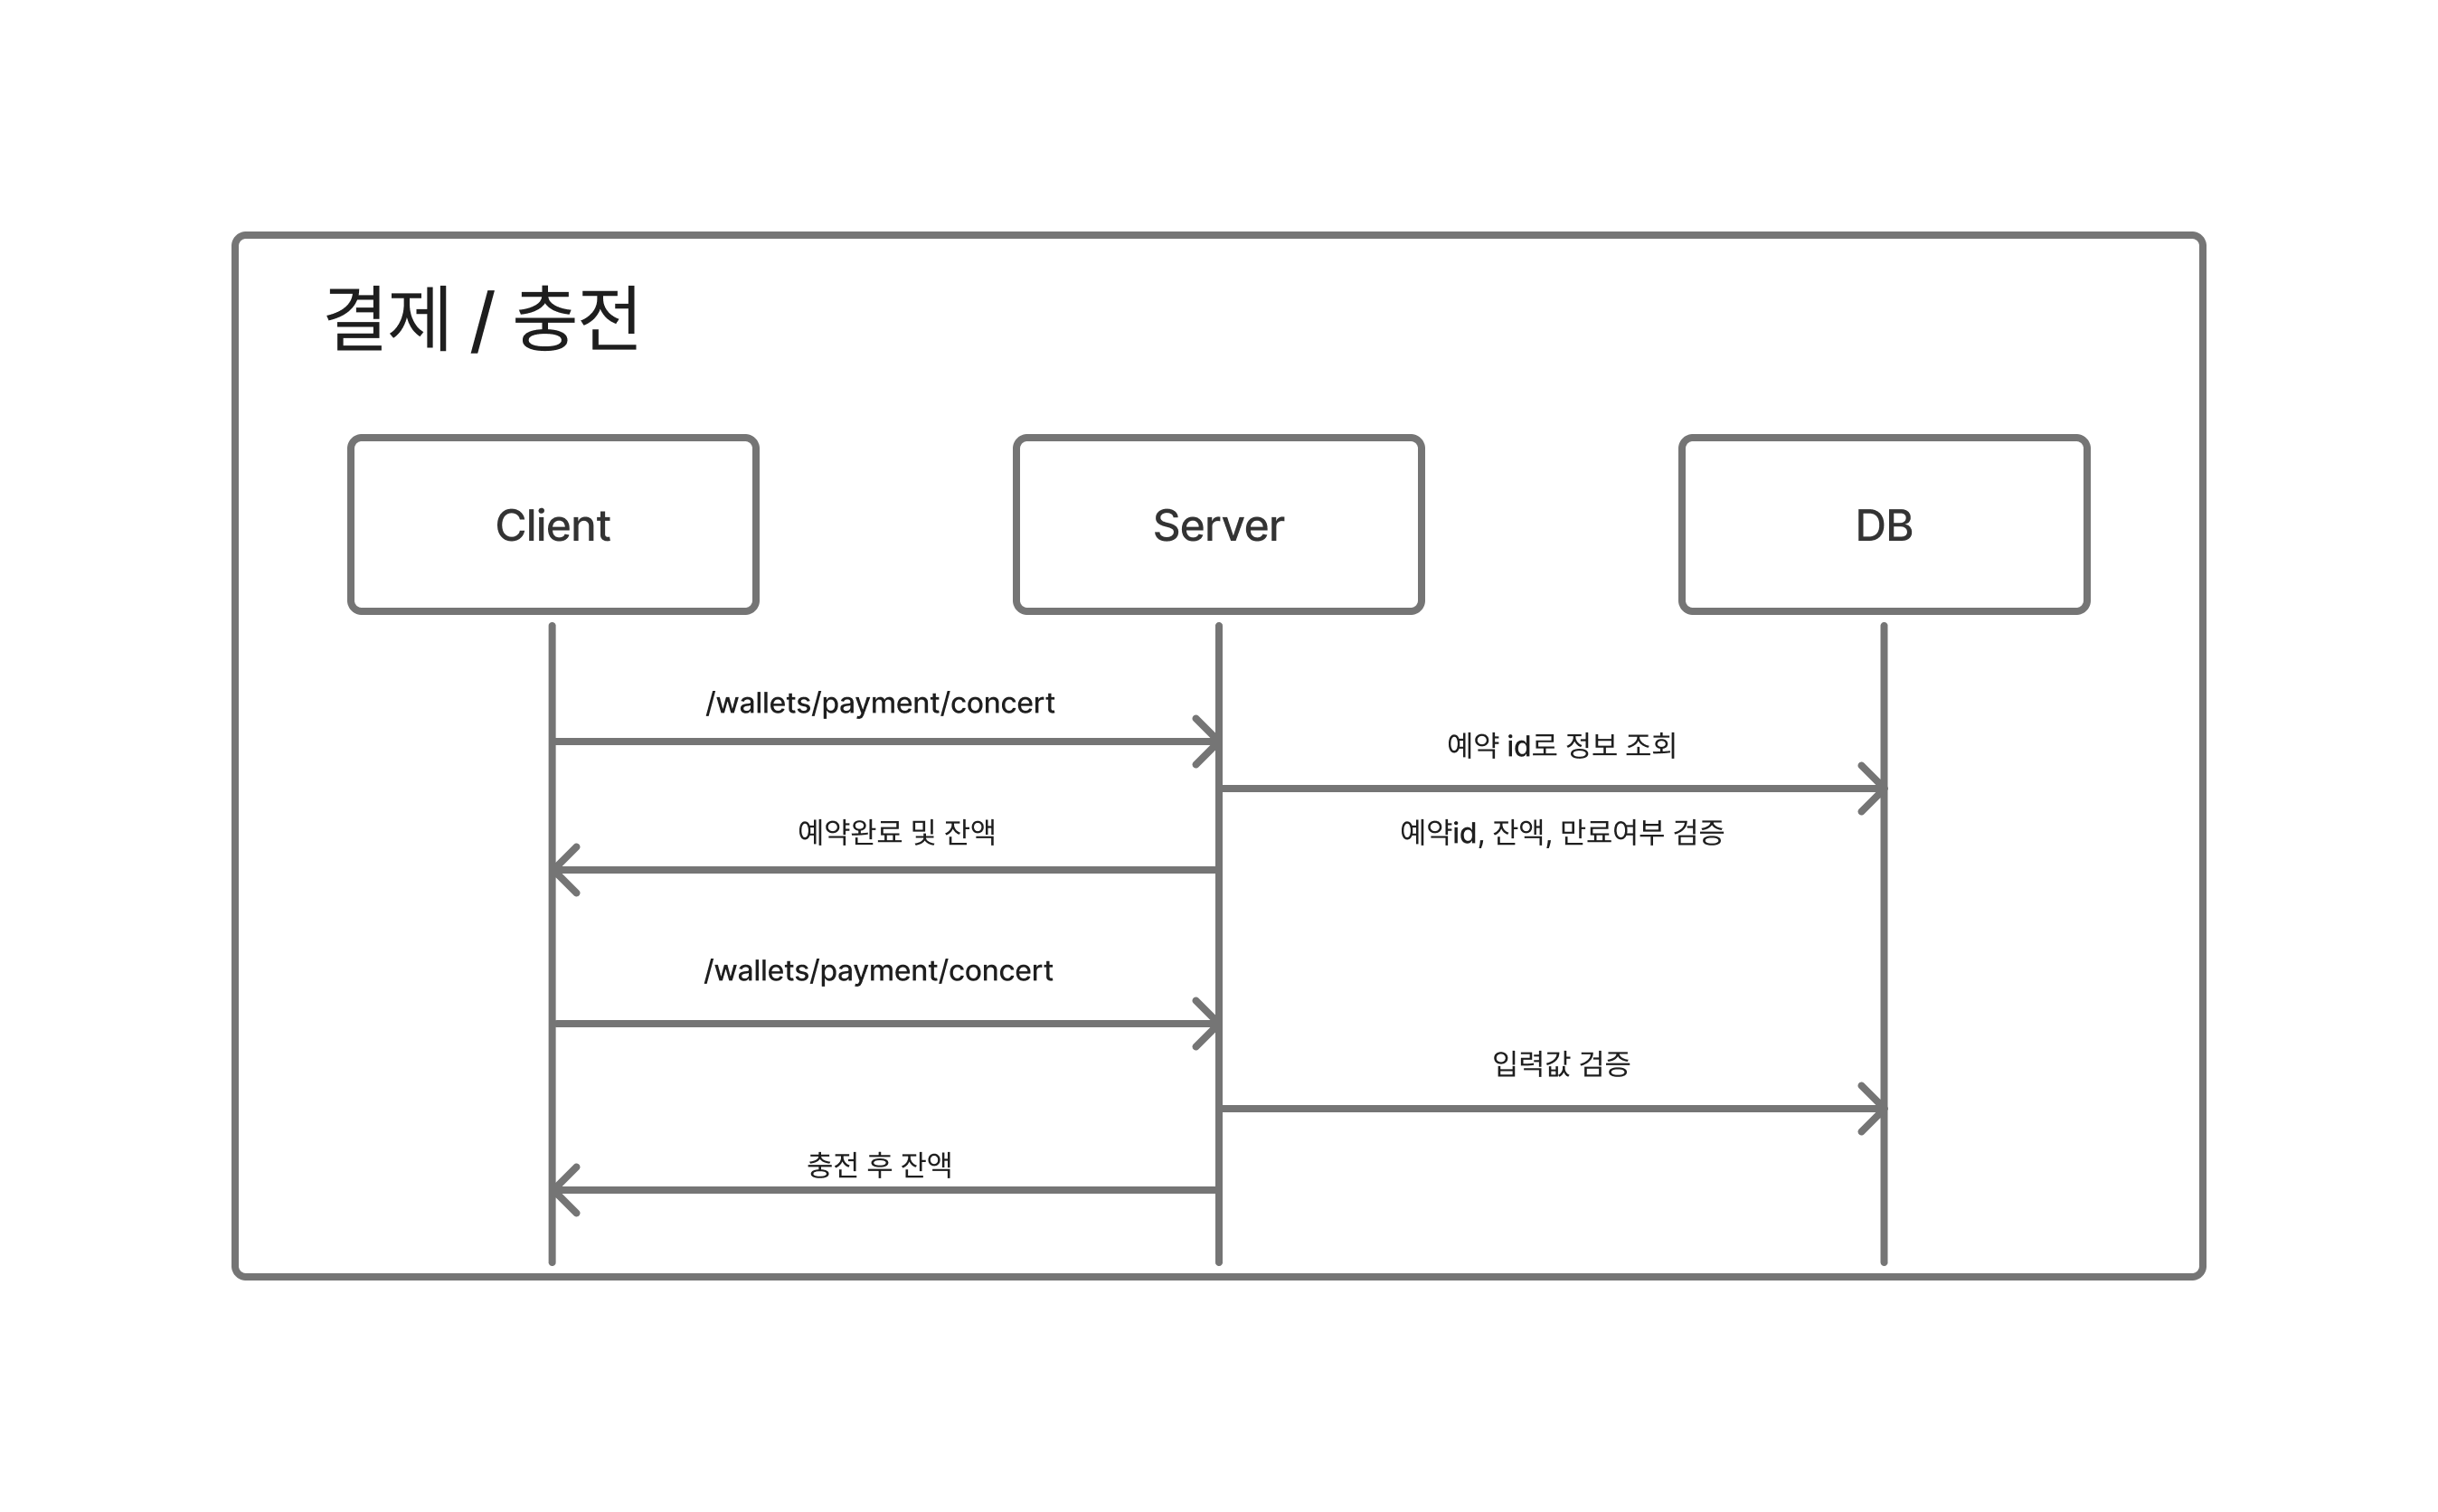 결제 / 충전
Client
Server
DB
/wallets/payment/concert
예약 id로 정보 조회
예약완료 및 잔액
예약id, 잔액, 만료여부 검증
/wallets/payment/concert
입력값 검증
충전 후 잔액